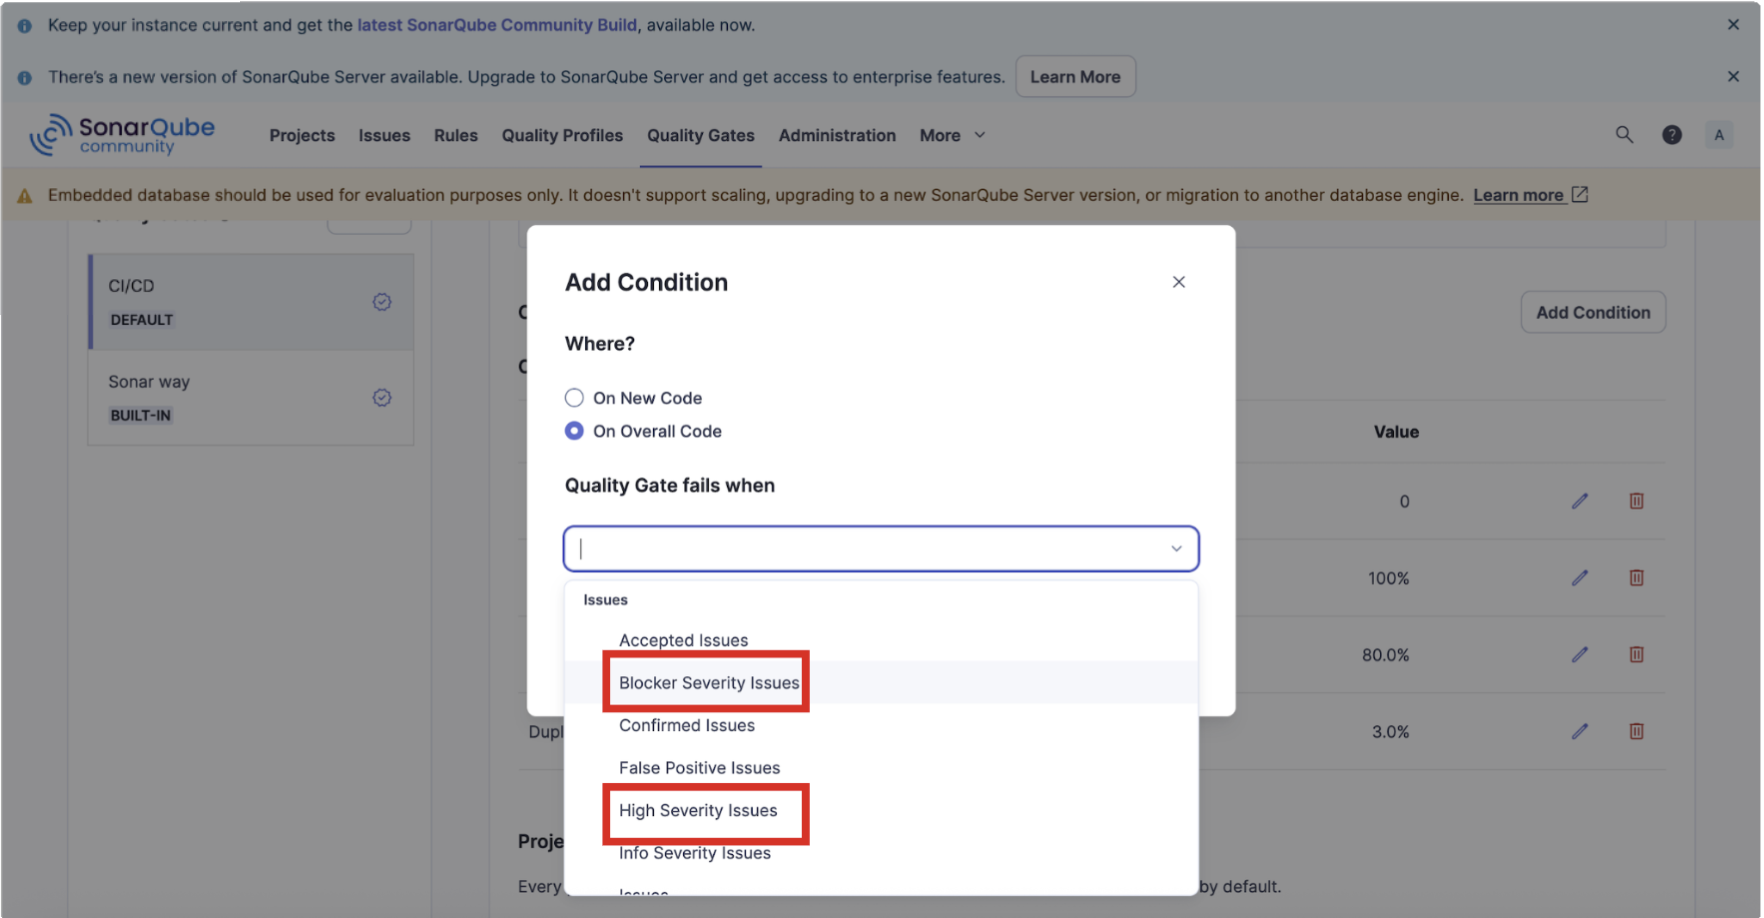 Keep your instance current and get the latest SonarQube Community Build, available now.
There's a new version of SonarQube Server available. Upgrade to SonarQube Server and get access to enterprise features. Learn More
SonarQube community
Projects Issues Rules Quality Profiles Quality Gates Administration More A
Embedded database should be used for evaluation purposes only. It doesn't support scaling, upgrading to a new SonarQube Server version, or migration to another database engine. Learn more
CI/CD
DEFAULT
Sonar way
BUILT-IN
Add Condition
Where?
On New Code
On Overall Code
Quality Gate fails when
Issues
Accepted Issues
Blocker Severity Issues
Confirmed Issues
False Positive Issues
High Severity Issues
Info Severity Issues
Add Condition
Value
0
100%
80.0%
Dupl 3.0%
Proje
Every by default.